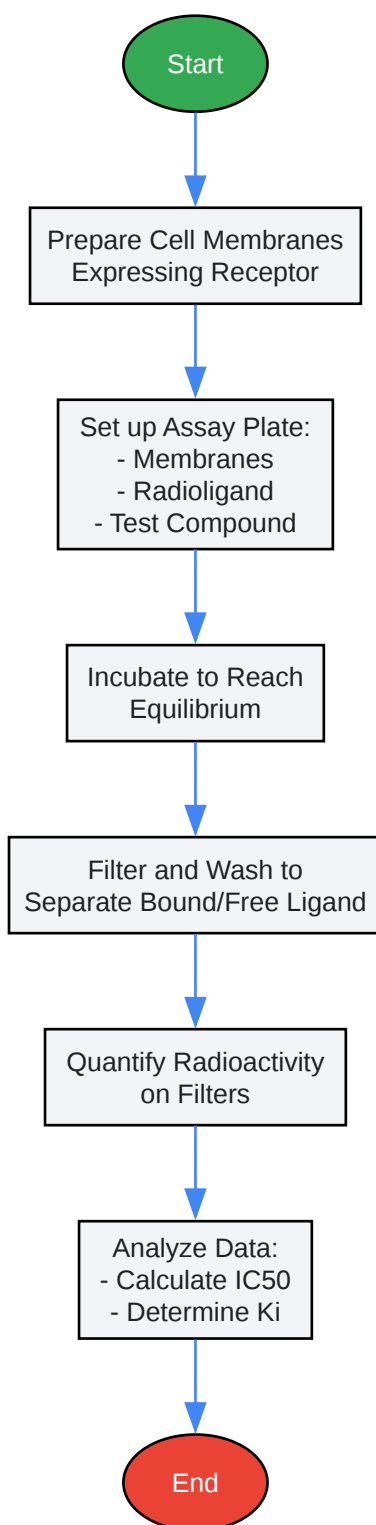 Start
Prepare Cell Membranes
Expressing Receptor
Set up Assay Plate:
- Membranes
- Radioligand
- Test Compound
Incubate to Reach
Equilibrium
Filter and Wash to
Separate Bound/Free Ligand
Quantify Radioactivity
on Filters
Analyze Data:
- Calculate IC50
- Determine Ki
End